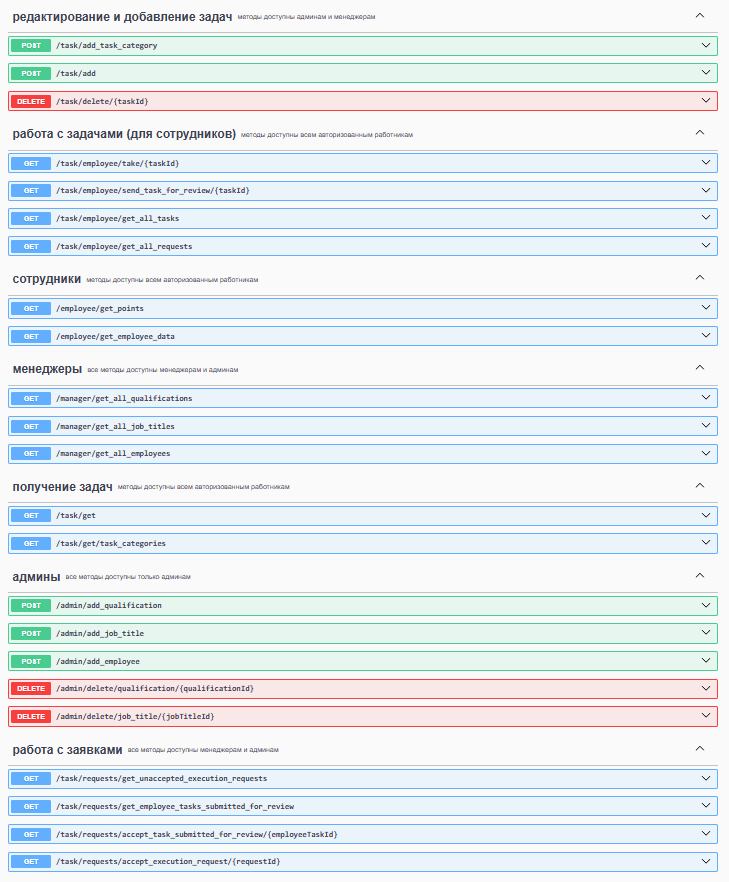 редактирование и добавление задач методы доступны админам и менеджерам
POST /task/add_task_category
POST /task/add
DELETE /task/delete/{taskId}
работа с задачами (для сотрудников) методы доступны всем авторизованным работникам
GET /task/employee/take/{taskId}
GET /task/employee/send_task_for_review/{taskId}
GET /task/employee/get_all_tasks
GET /task/employee/get_all_requests
сотрудники методы доступны всем авторизованным работникам
GET /employee/get_points
GET /employee/get_employee_data
менеджеры все методы доступны менеджерам и админам
GET /manager/get_all_qualifications
GET /manager/get_all_job_titles
GET /manager/get_all_employees
получение задач методы доступны всем авторизованным работникам
GET /task/get
GET /task/get/task_categories
админы все методы доступны только админам
POST /admin/add_qualification
POST /admin/add_job_title
POST /admin/add_employee
DELETE /admin/delete/qualification/{qualificationId}
DELETE /admin/delete/job_title/{jobTitleId}
работа с заявками все методы доступны менеджерам и админам
GET /task/requests/get_unaccepted_execution_requests
GET /task/requests/get_employee_tasks_submitted_for_review
GET /task/requests/accept_task_submitted_for_review/{employeeTaskId}
GET /task/requests/accept_execution_request/{requestId}